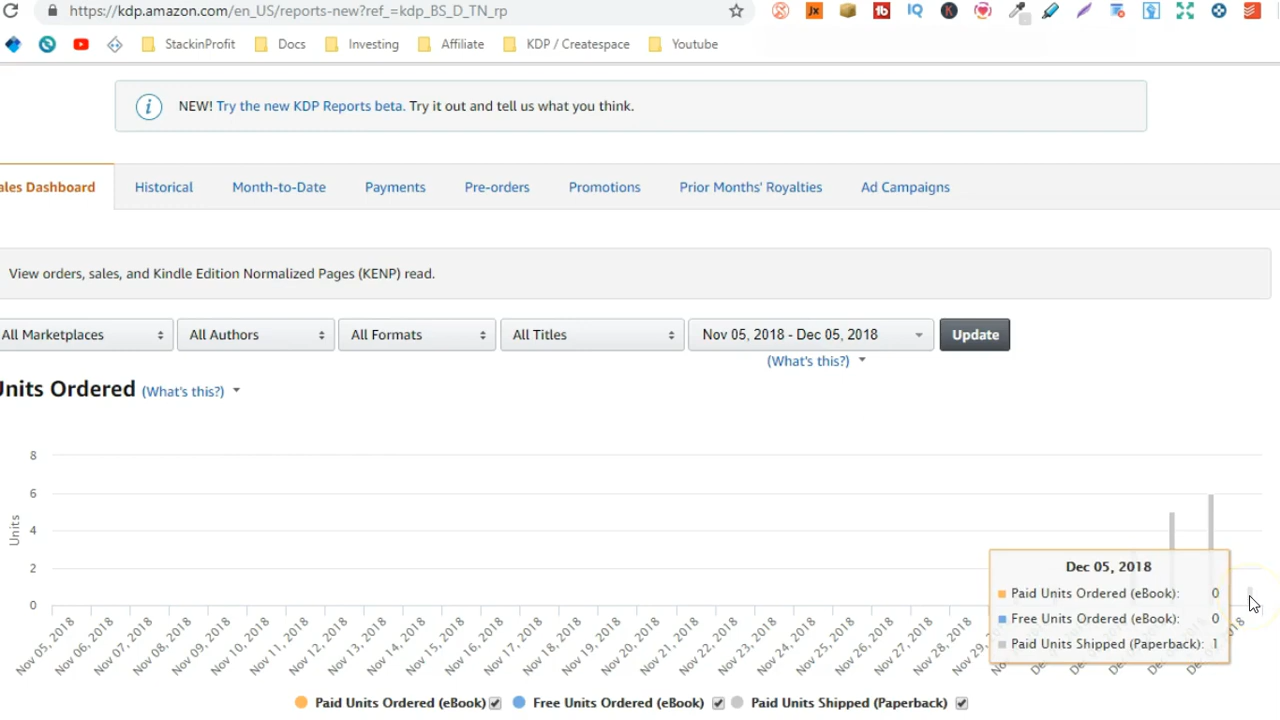 https://kdp.amazon.com/en_US/reports-new?ref_=kdp_BS_D_TN_rp
StackinProfit Docs Investing Affiliate KDP / Createspace Youtube
NEW! Try the new KDP Reports beta. Try it out and tell us what you think.
ales Dashboard Historical Month-to-Date Payments Pre-orders Promotions Prior Months' Royalties Ad Campaigns
View orders, sales, and Kindle Edition Normalized Pages (KENP) read.
All Marketplaces All Authors All Formats All Titles Nov 05, 2018 - Dec 05, 2018 Update
(What's this?)
Units Ordered (What's this?)
8
6
4
2
0
Units
Dec 05, 2018
Paid Units Ordered (eBook): 0
Free Units Ordered (eBook): 0
Paid Units Shipped (Paperback): 1
Nov 05, 2018 Nov 06, 2018 Nov 07, 2018 Nov 08, 2018 Nov 09, 2018 Nov 10, 2018 Nov 11, 2018 Nov 12, 2018 Nov 13, 2018 Nov 14, 2018 Nov 15, 2018 Nov 16, 2018 Nov 17, 2018 Nov 18, 2018 Nov 19, 2018 Nov 20, 2018 Nov 21, 2018 Nov 22, 2018 Nov 23, 2018 Nov 24, 2018 Nov 25, 2018 Nov 26, 2018 Nov 27, 2018 Nov 28, 2018 Nov 29,
Paid Units Ordered (eBook) Free Units Ordered (eBook) Paid Units Shipped (Paperback)